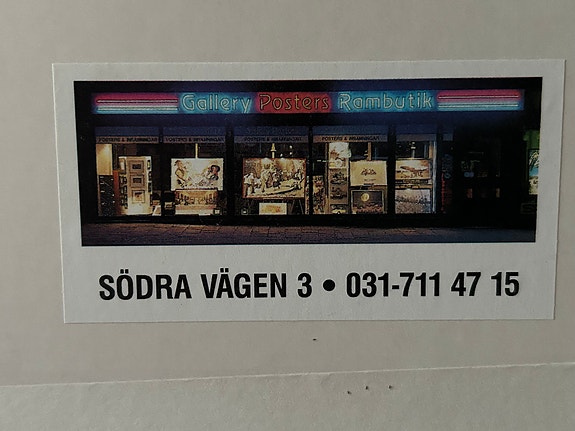 Gallery Posters Rambutik
SÖDRA VÄGEN 3 • 031-711 47 15